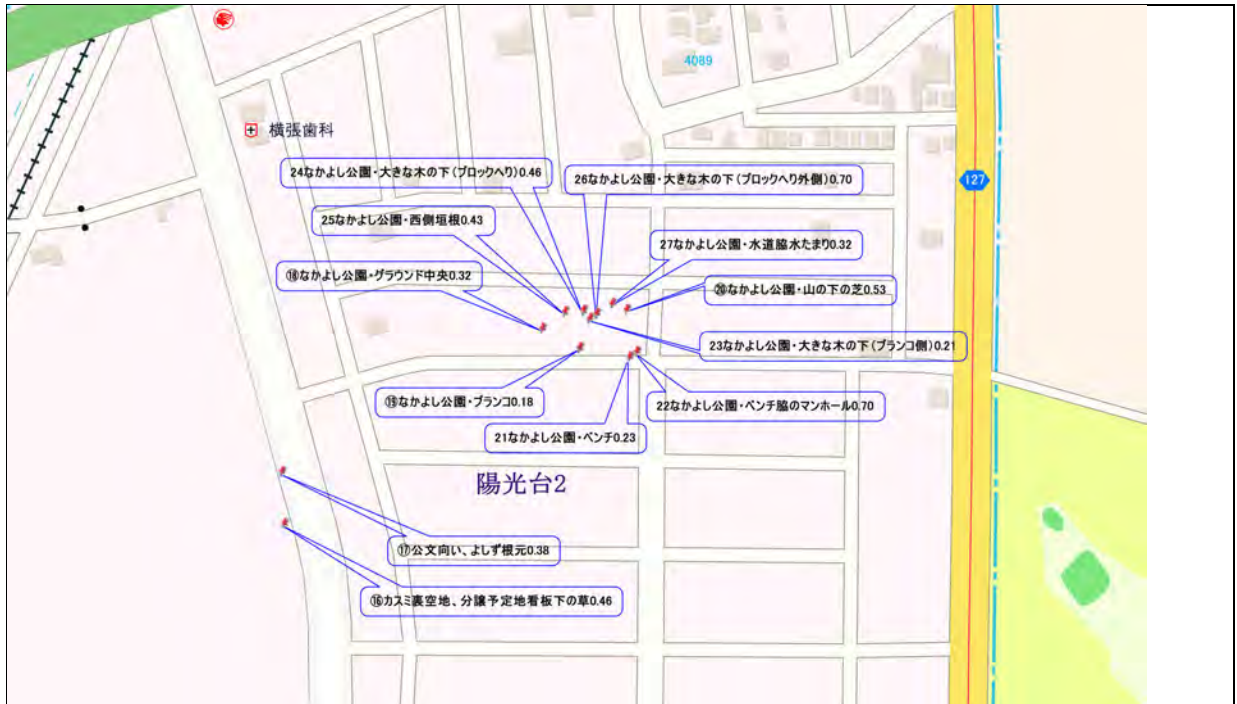 4089
横張歯科
24なかよし公園・大きな木の下(ブロックへり)0.46
26なかよし公園・大きな木の下(ブロックへり外側)0.70
127
25なかよし公園・西側垣根0.43
27なかよし公園・水道脇水たまり0.32
⑱なかよし公園・グラウンド中央0.32
⑳なかよし公園・山の下の芝0.53
23なかよし公園・大きな木の下(ブランコ側)0.21
⑲なかよし公園・ブランコ0.18
22なかよし公園・ベンチ脇のマンホール0.70
21なかよし公園・ベンチ0.23
陽光台2
⑰公文向い、よしず根元0.38
⑯カスミ裏空地、分譲予定地看板下の草0.46